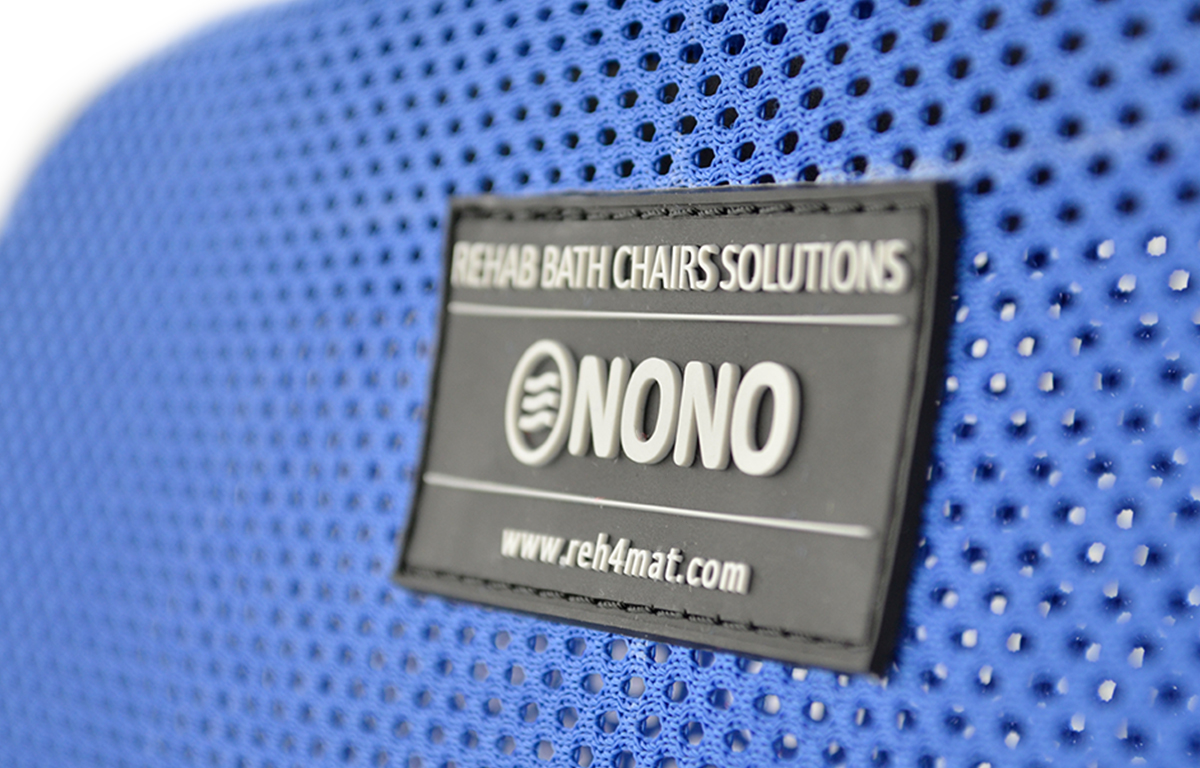 REHAB BATH CHAIRS SOLUTIONS
NONO
www.reh4mat.com